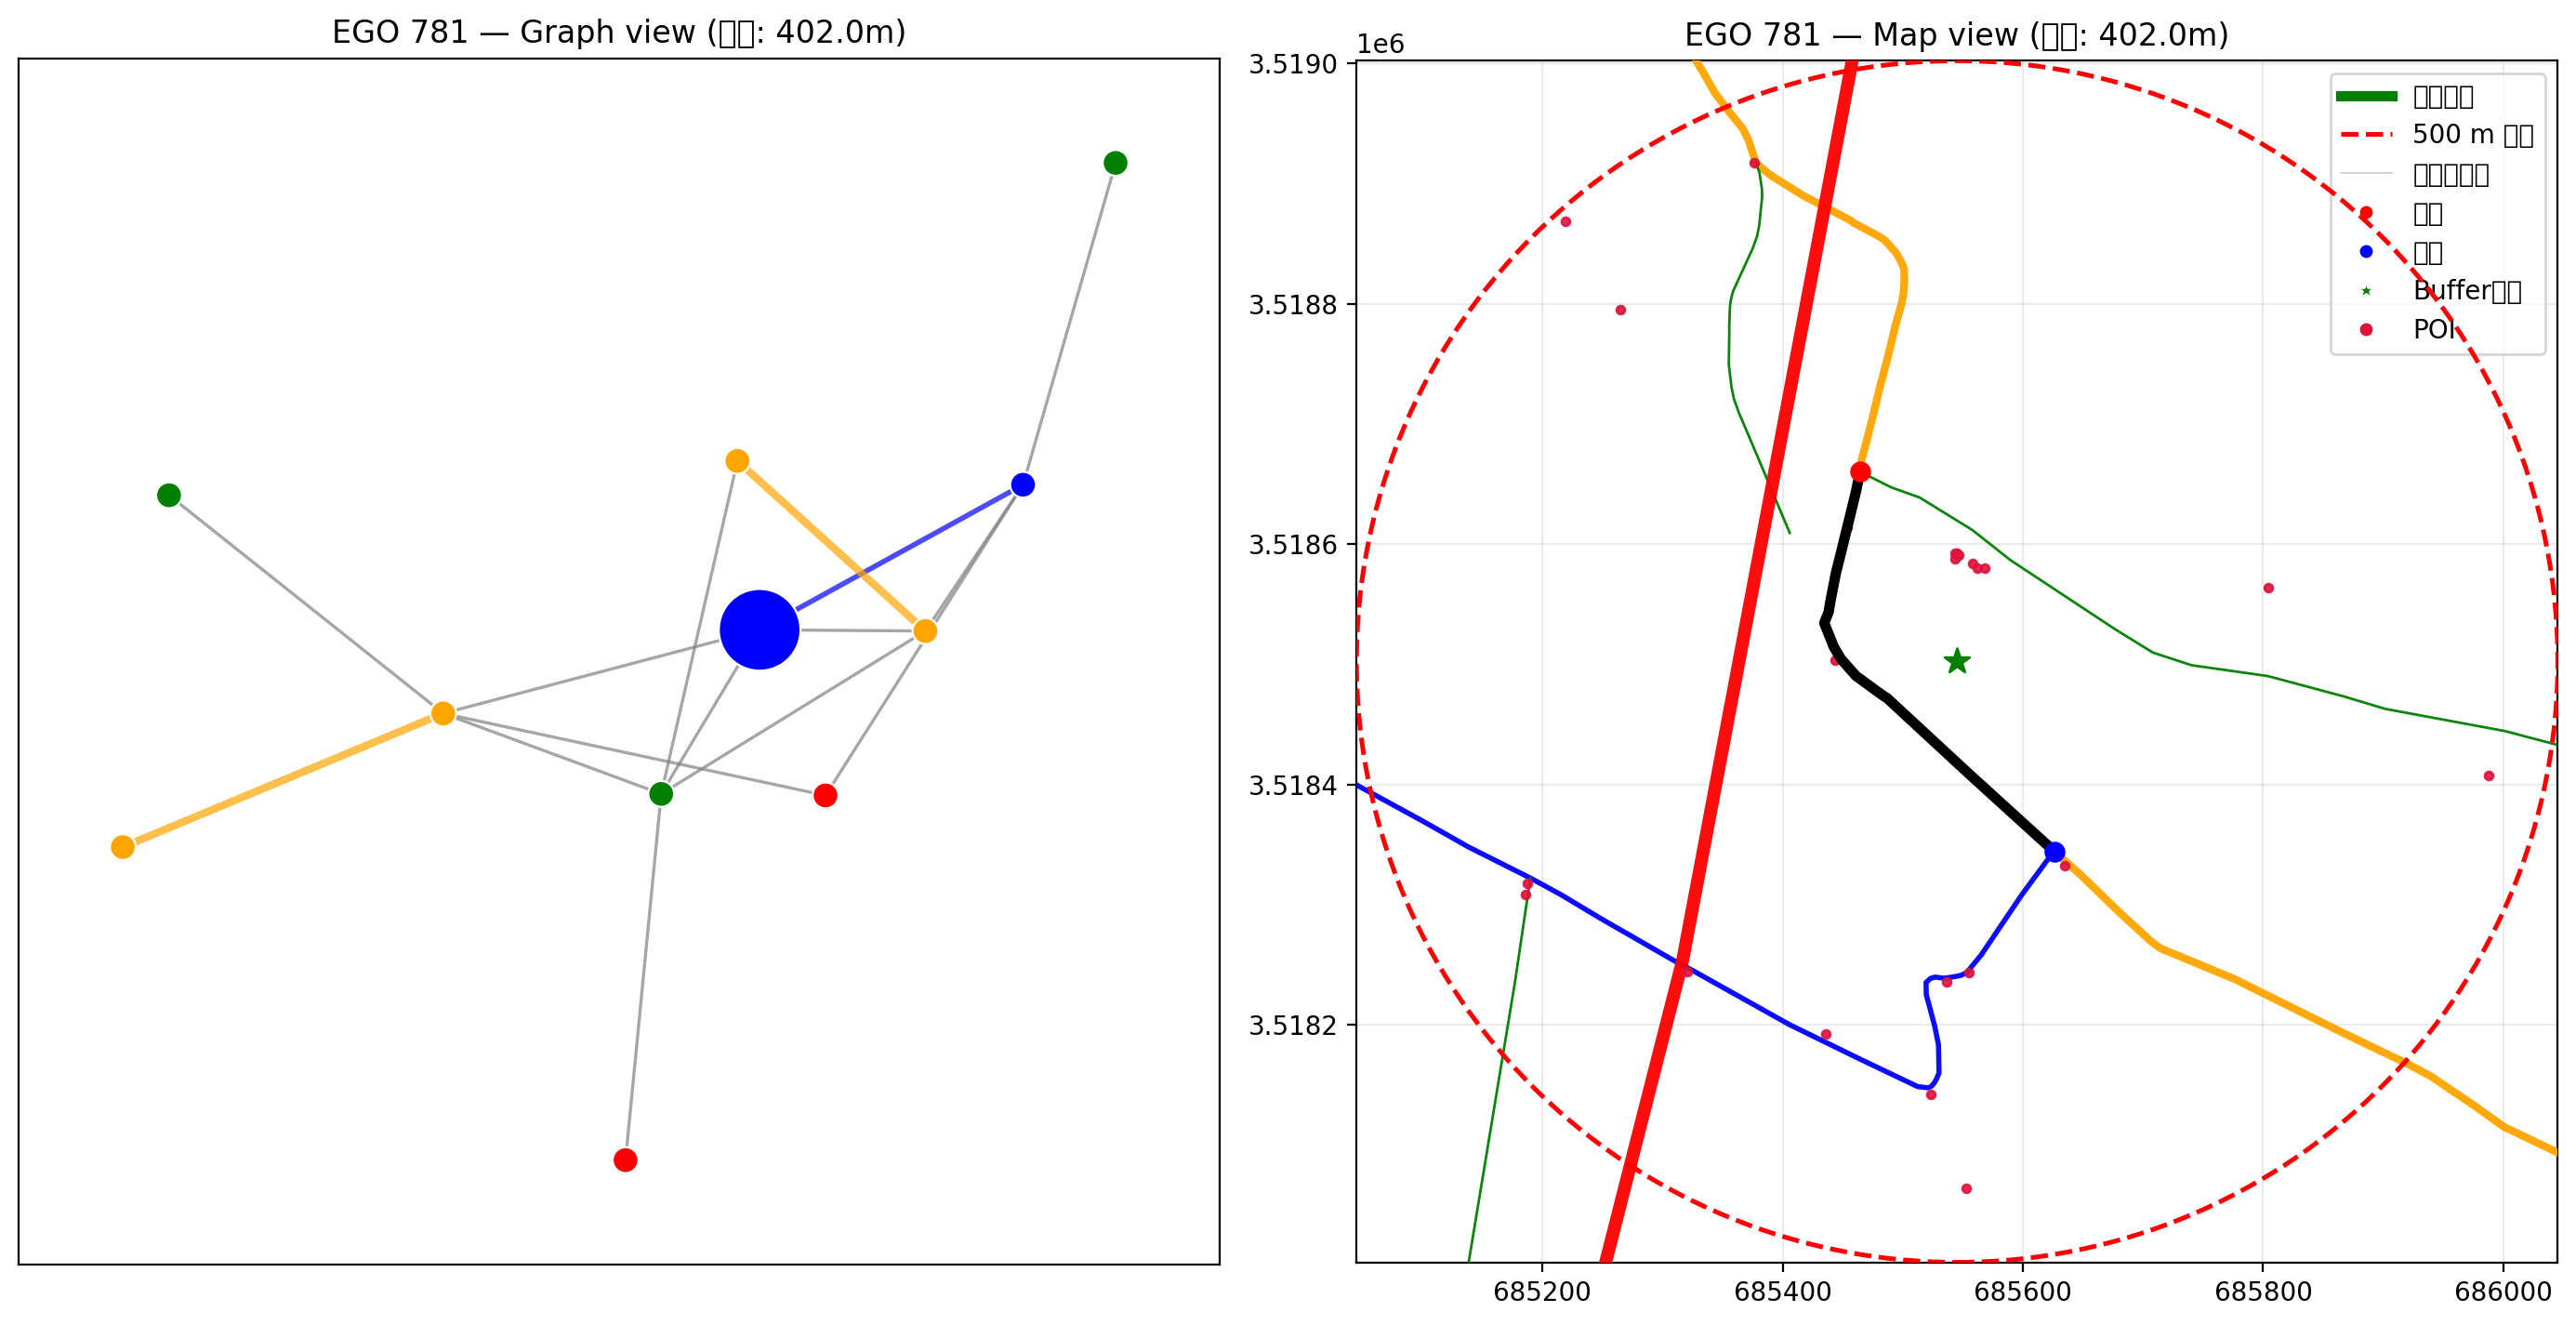 EGO 781 — Graph view (□□: 402.0m)
EGO 781 — Map view (□□: 402.0m)
1e6
3.5190
3.5188
3.5186
3.5184
3.5182
685200
685400
685600
685800
686000
□□□□
500 m □□
□□□□□
□□
□□
Buffer□□
POI